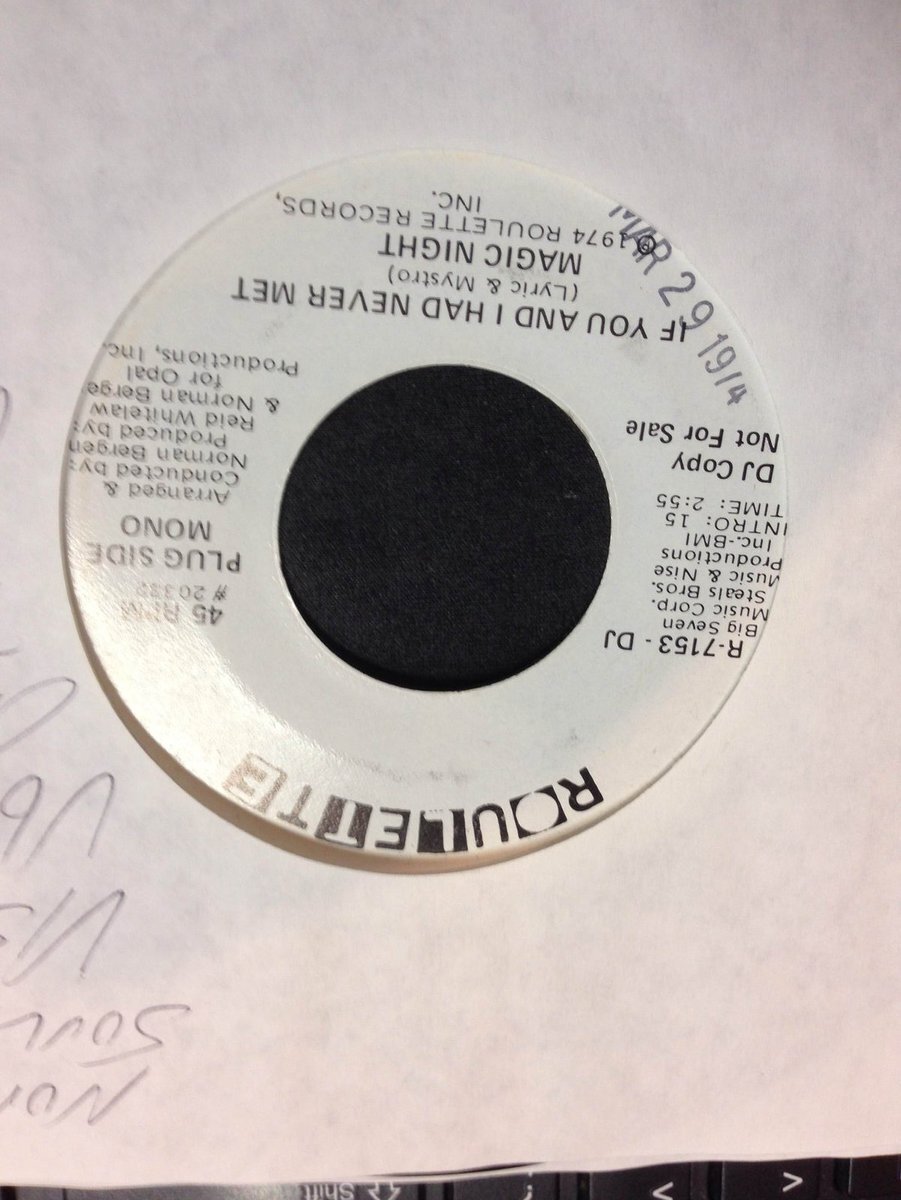 ROULETTE
R-7153 - DJ
Big Seven
Music Corp.
Steals Bros.
Music & Nise
Productions
Inc.-BMI
INTRO: 15
TIME: 2:55
DJ Copy
Not For Sale
45 RPM
PLUG SIDE
MONO
Arranged &
Conducted by:
Norman Bergen
Produced by:
Reid Whitelaw
& Norman Berge
for Opal
Productions, Inc.
MAR 29 1974
IF YOU AND I HAD NEVER MET
(Lyric & Mystro)
MAGIC NIGHT
℗ 1974 ROULETTE RECORDS,
INC.
Shift
;
<
>